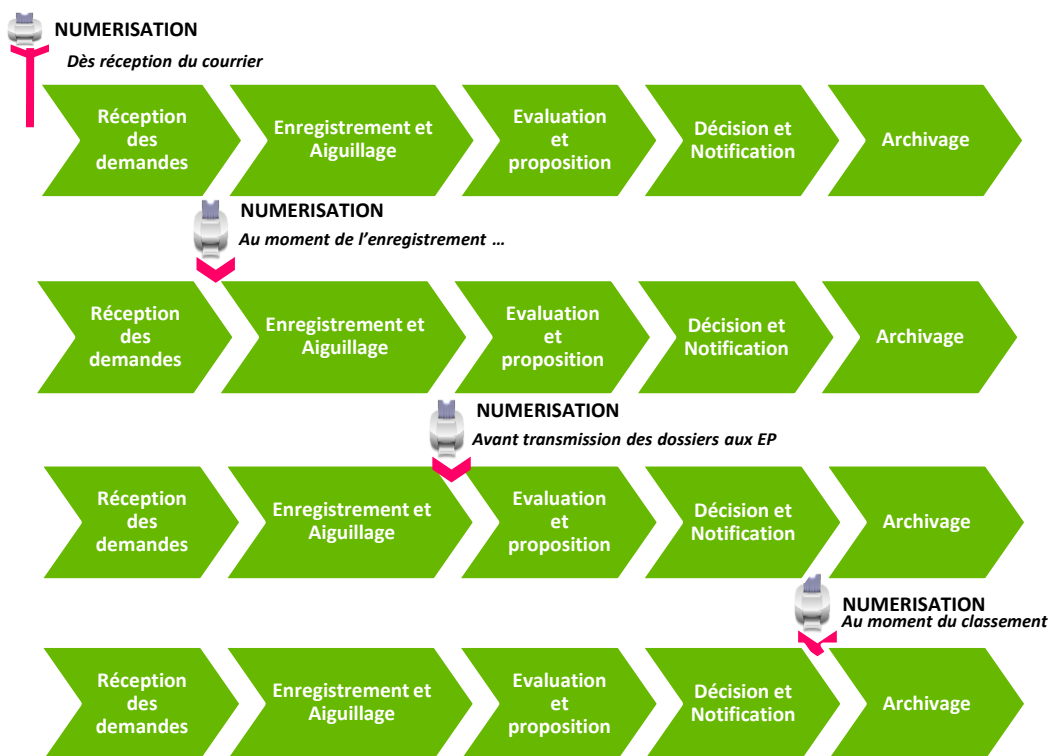 NUMERISATION
Dès réception du courrier
Réception
des
demandes
Enregistrement et
Aiguillage
Evaluation
et
proposition
Décision et
Notification
Archivage
NUMERISATION
Au moment de l'enregistrement …
Réception
des
demandes
Enregistrement et
Aiguillage
Evaluation
et
proposition
Décision et
Notification
Archivage
NUMERISATION
Avant transmission des dossiers aux EP
Réception
des
demandes
Enregistrement et
Aiguillage
Evaluation
et
proposition
Décision et
Notification
Archivage
NUMERISATION
Au moment du classement
Réception
des
demandes
Enregistrement et
Aiguillage
Evaluation
et
proposition
Décision et
Notification
Archivage